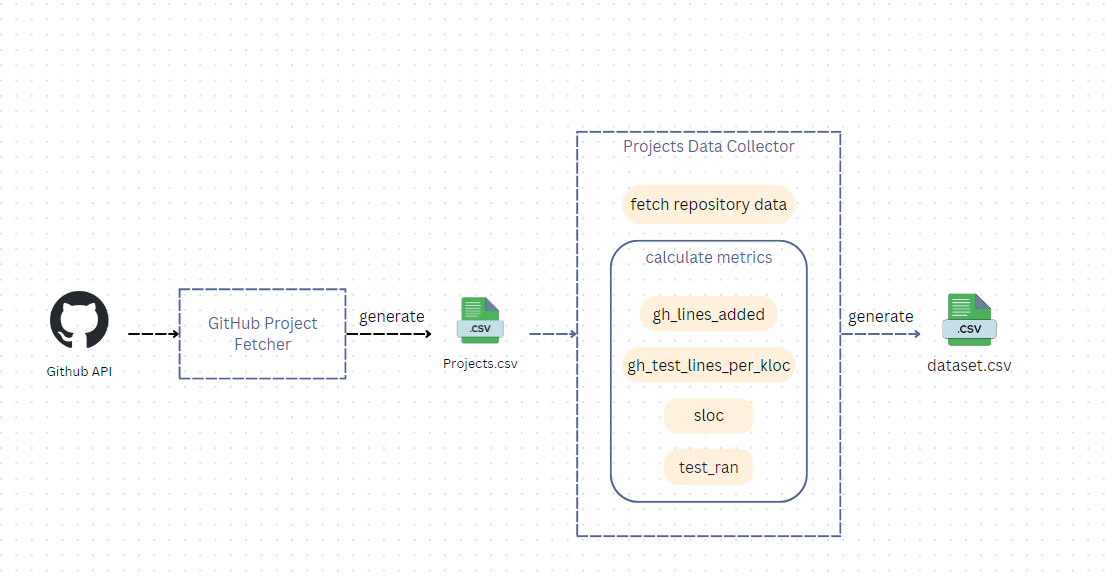 Github API
GitHub Project
Fetcher
generate
.CSV
Projects.csv
Projects Data Collector
fetch repository data
calculate metrics
gh_lines_added
gh_test_lines_per_kloc
sloc
test_ran
generate
.CSV
dataset.csv